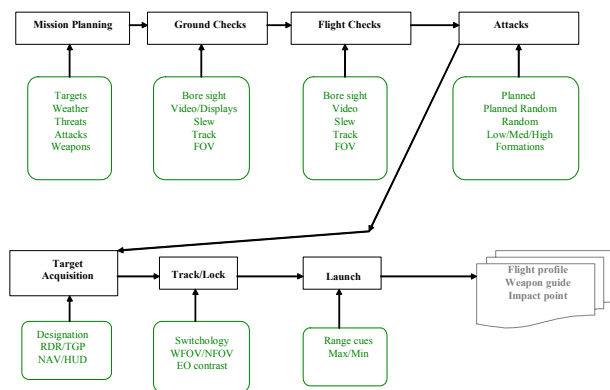 Mission Planning
Ground Checks
Flight Checks
Attacks
Targets
Weather
Threats
Attacks
Weapons
Bore sight
Video/Displays
Slew
Track
FOV
Bore sight
Video
Slew
Track
FOV
Planned
Planned Random
Random
Low/Med/High
Formations
Target
Acquisition
Track/Lock
Launch
Flight profile
Weapon guide
Impact point
Designation
RDR/TGP
NAV/HUD
Switchology
WFOV/NFOV
EO contrast
Range cues
Max/Min